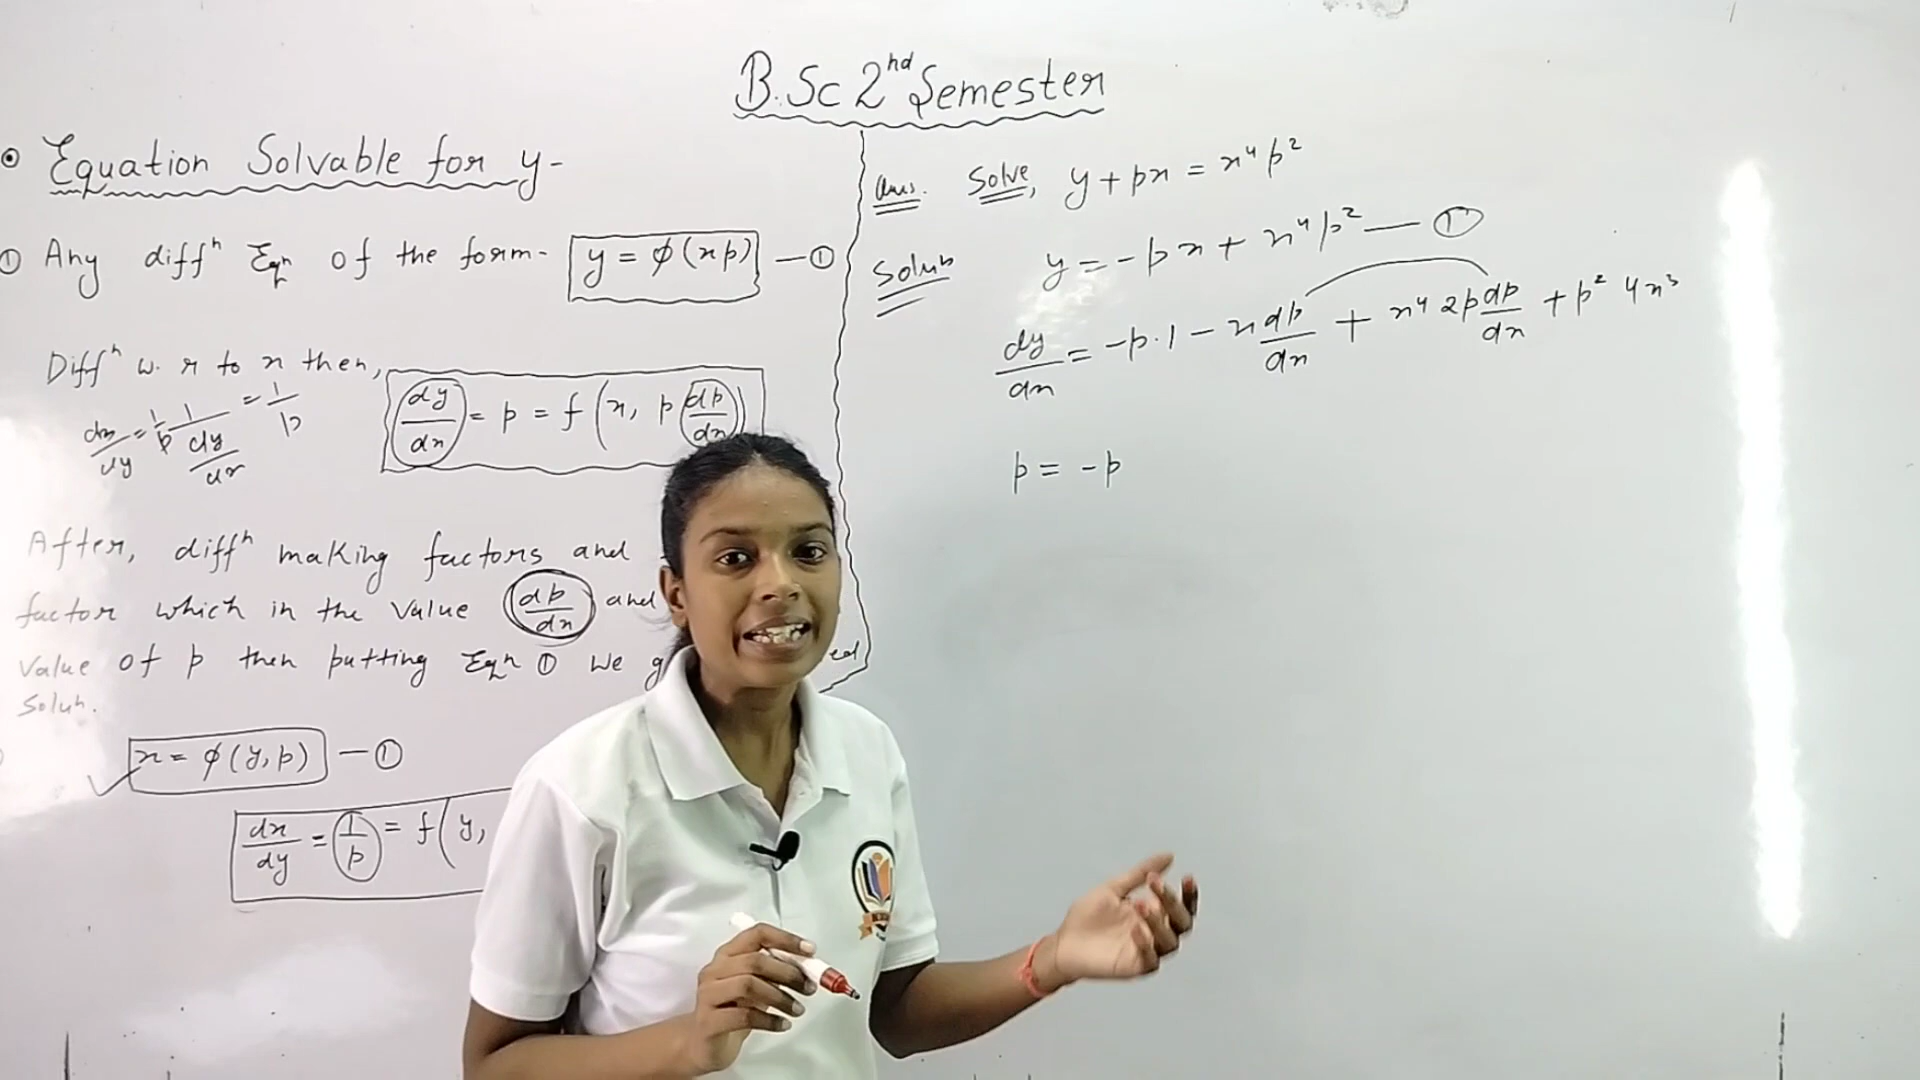 B.Sc 2nd Semester
Equation Solvable for y-
① Any diffn Eqn of the form- y = φ(xp) — ①
Diffn w. r to x then,
dx/dy = 1/p 1/(dy/dx) = 1/p
dy/dx = p = f(x, p dp/dx)
After, diffn making factors and
factor which in the value dp/dx and
value of p then putting Eqn ① we
Soluh.
x = φ(y,p) — ①
dx/dy = 1/p = f(y,
Ans. Solve, y + px = x⁴p²
Soluh y = -px + x⁴p² — ①
dy/dx = -p.1 - x dp/dx + x⁴ 2p dp/dx + p² 4x³
p = -p